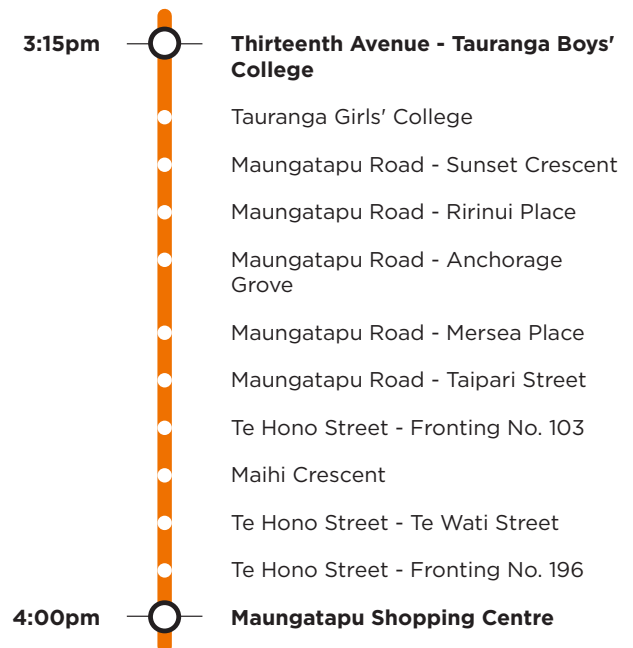 3:15pm Thirteenth Avenue - Tauranga Boys'
College
Tauranga Girls' College
Maungatapu Road - Sunset Crescent
Maungatapu Road - Ririnui Place
Maungatapu Road - Anchorage
Grove
Maungatapu Road - Mersea Place
Maungatapu Road - Taipari Street
Te Hono Street - Fronting No. 103
Maihi Crescent
Te Hono Street - Te Wati Street
Te Hono Street - Fronting No. 196
4:00pm Maungatapu Shopping Centre